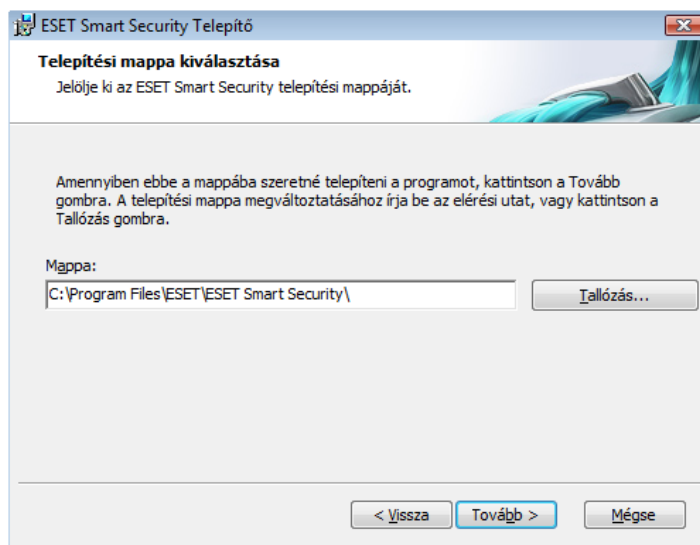 ESET Smart Security Telepítő
Telepítési mappa kiválasztása
Jelölje ki az ESET Smart Security telepítési mappáját.
Amennyiben ebbe a mappába szeretné telepíteni a programot, kattintson a Tovább
gombra. A telepítési mappa megváltoztatásához írja be az elérési utat, vagy kattintson a
Tallózás gombra.
Mappa:
C:\Program Files\ESET\ESET Smart Security\
Tallózás...
< Vissza
Tovább >
Mégse